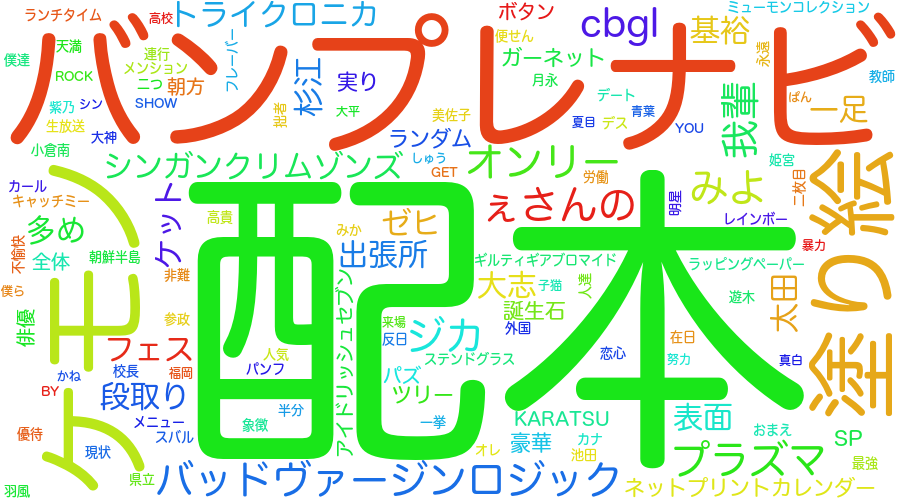 ランチタイム
高校
トライクロニカ
ボタン
ミューモンコレクション
cbgl
基裕
僕達
天満
連行
メンション
フレーバー
便せん
ガーネット
永遠
バンプレナビ
ROCK
二つ
朝方
杉江
実り
月永
教師
紫乃
シン
SHOW
拙者
大平
美佐子
デート
青葉
ぱん
一足
生放送
大神
ランダム
夏目
デス
YOU
我輩
小倉南
シンガンクリムゾンズ
しゅう
GET
オンリー
労働
姫宮
二枚目
塗り絵
カール
キャッチミー
ケット
高貴
みか
ゼヒ
ぇさんの
明星
みよ
レインボー
ケモノ
多め
不愉快
全体
朝鮮半島
非難
配本
出張所
ギルティギアブロマイド
ラッピングペーパー
暴力
僕ら
大志
子猫
人達
遊木
太田
俳優
参政
アイドリッシュセブン
来場
反日
ジカ
誕生石
外国
在日
フェス
人気
パンフ
ステンドグラス
恋心
努力
真白
かね
校長
福岡
BY
段取り
パズ
ツリー
メニュー
半分
象徴
一挙
KARATSU
表面
おまえ
優待
現状
スバル
豪華
カナ
SP
オレ
池田
プラズマ
最強
羽風
県立
バッドヴァージンロジック
ネットプリントカレンダー